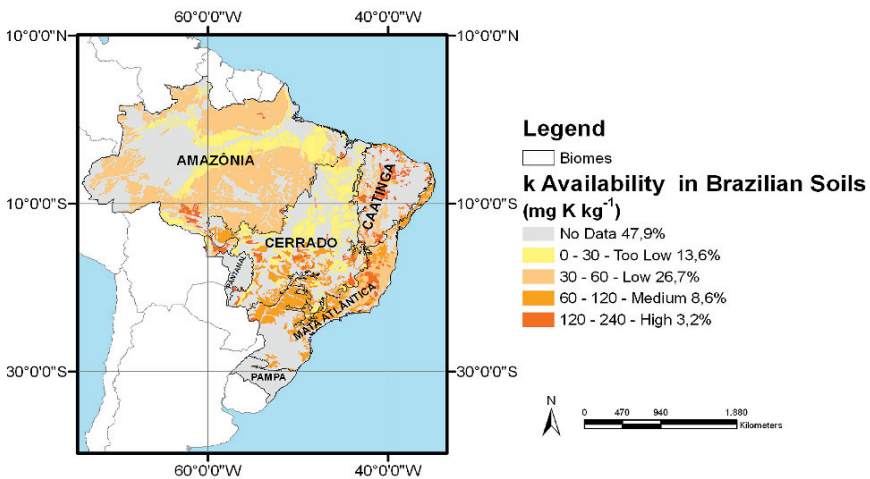 60°0'0"W 40°0'0"W
10°0'0"N 10°0'0"N
AMAZÔNIA
CAATINGA
10°0'0"S 10°0'0"S
CERRADO
PANTANAL
MATA ATLÂNTICA
30°0'0"S 30°0'0"S
PAMPA
60°0'0"W 40°0'0"W
Legend
Biomes
k Availability in Brazilian Soils
(mg K kg⁻¹)
No Data 47,9%
0 - 30 - Too Low 13,6%
30 - 60 - Low 26,7%
60 - 120 - Medium 8,6%
120 - 240 - High 3,2%
N
0 470 940 1.880
Kilometers